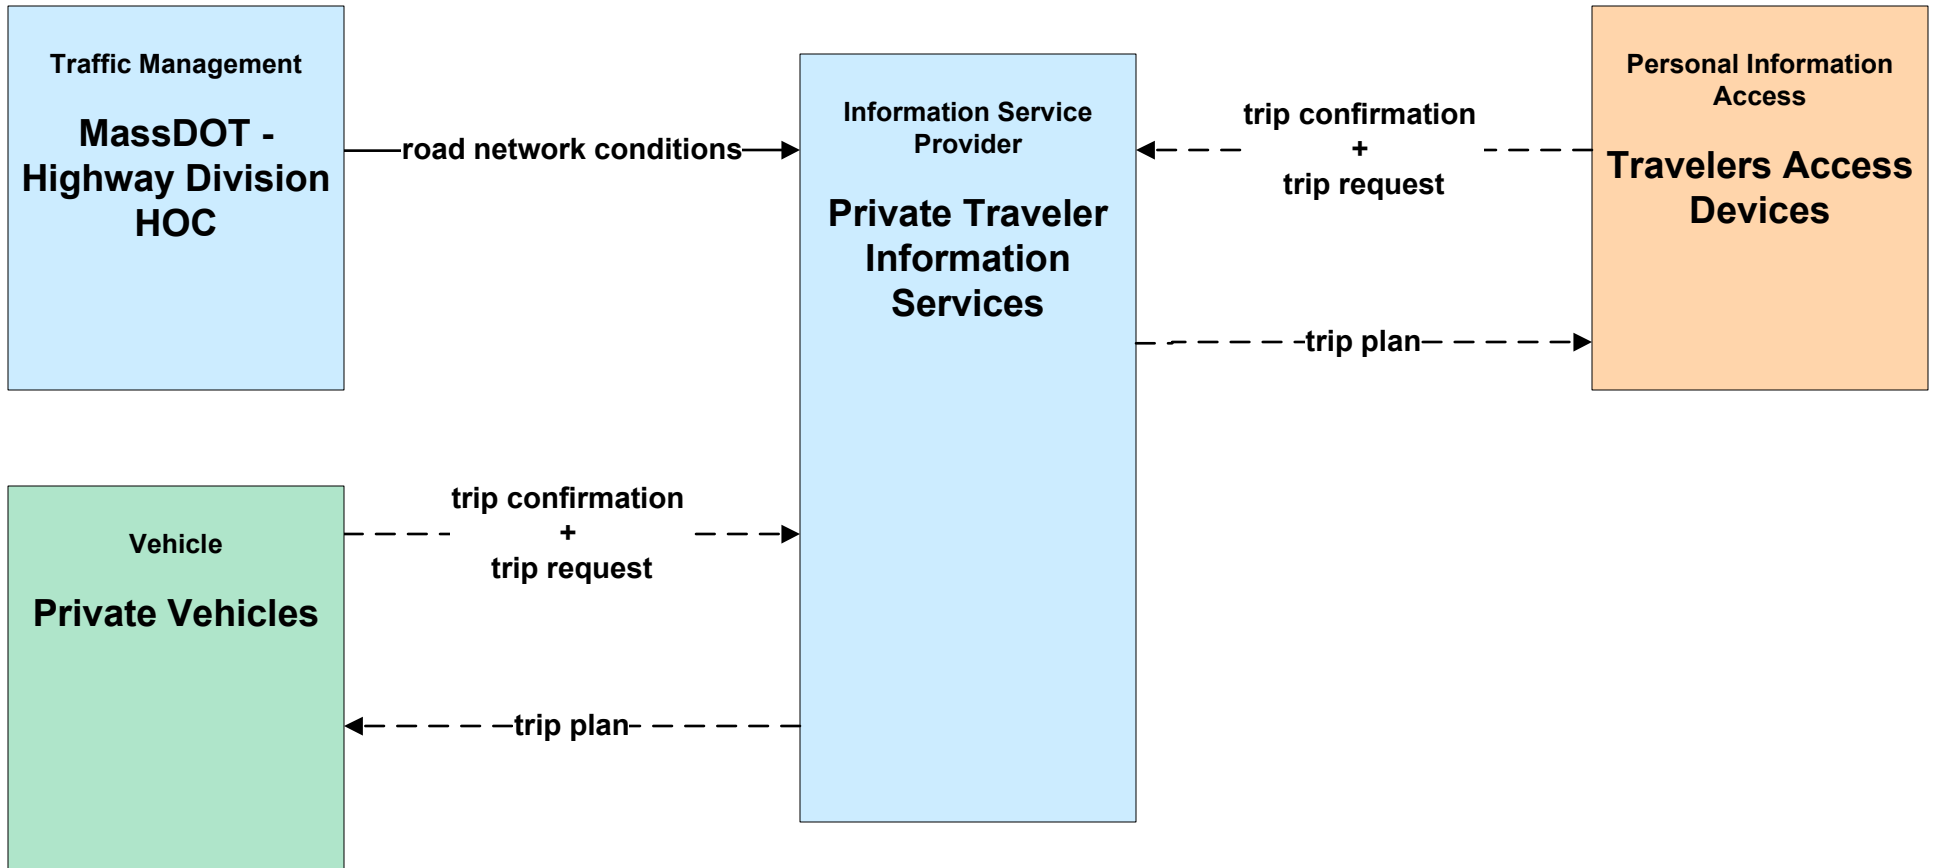 Traffic Management
MassDOT -
Highway Division
HOC
road network conditions
Information Service
Provider
Private Traveler
Information
Services
trip confirmation
+
trip request
Personal Information
Access
Travelers Access
Devices
trip plan
Vehicle
Private Vehicles
trip confirmation
+
trip request
trip plan